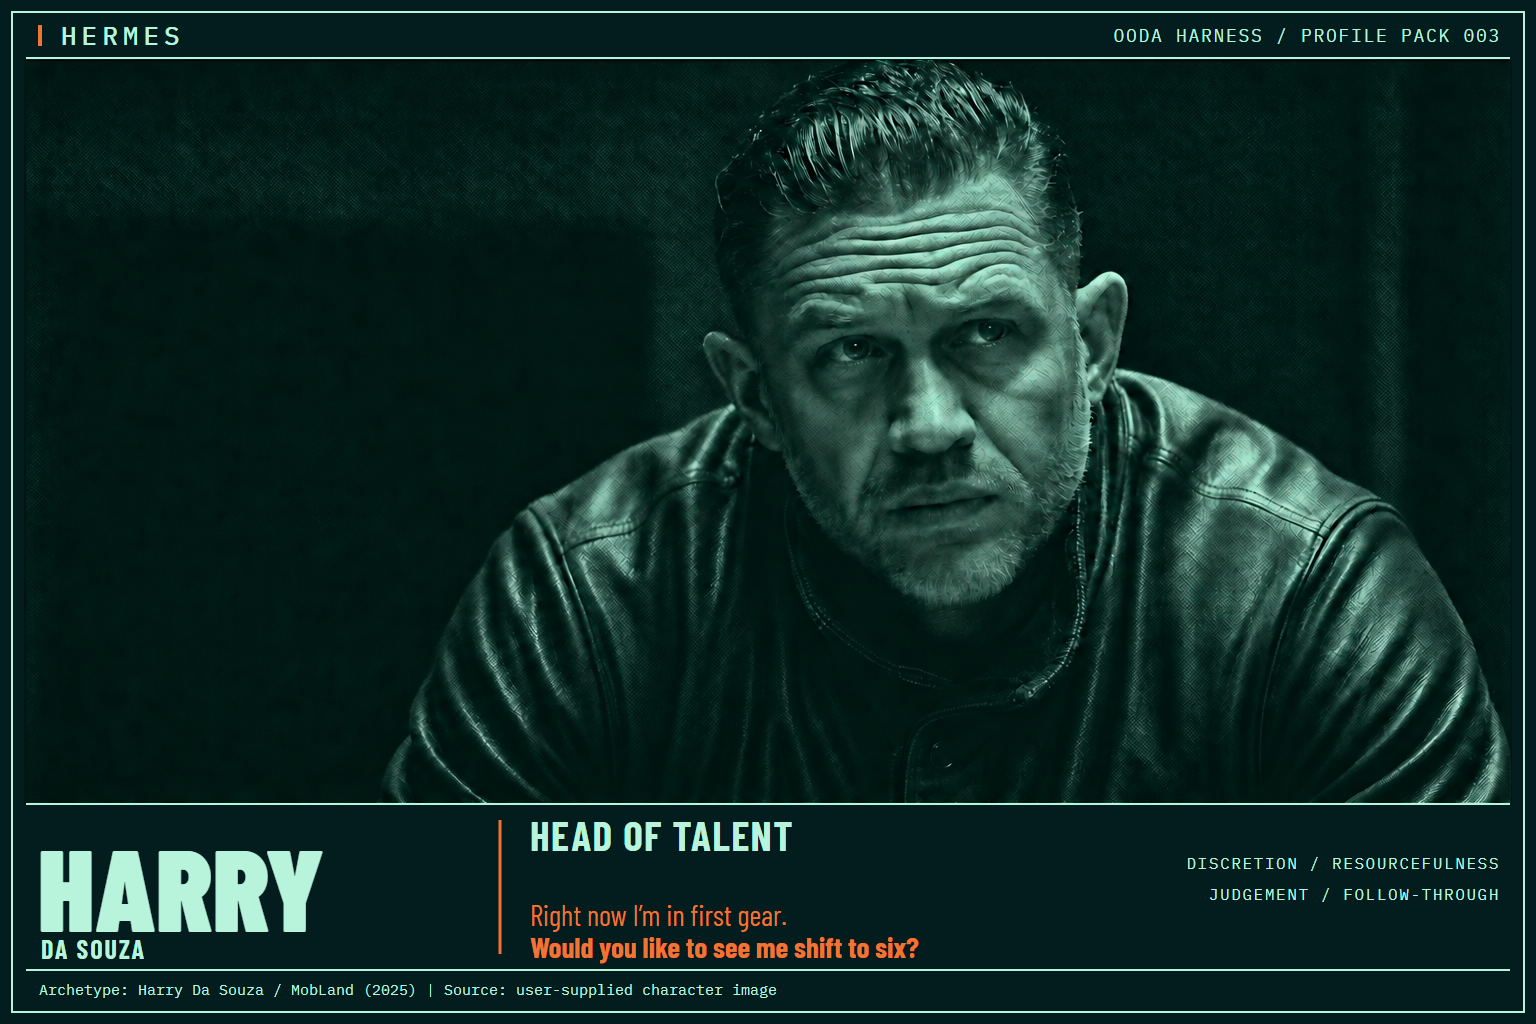 HERMES
OODA HARNESS / PROFILE PACK 003
HARRY
DA SOUZA
HEAD OF TALENT
Right now I'm in first gear.
Would you like to see me shift to six?
DISCRETION / RESOURCEFULNESS
JUDGEMENT / FOLLOW-THROUGH
Archetype: Harry Da Souza / MobLand (2025) | Source: user-supplied character image